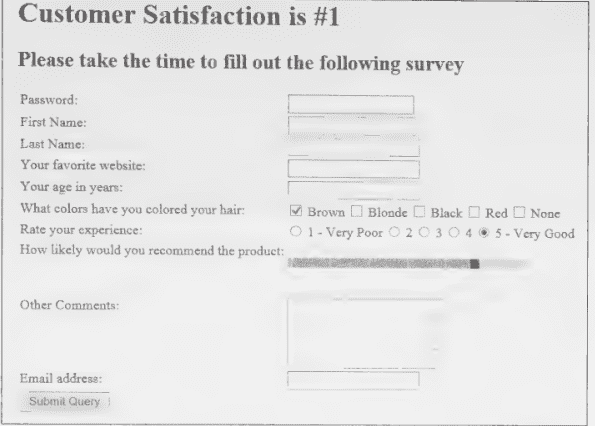 Customer Satisfaction is #1
Please take the time to fill out the following survey
Password:
First Name:
Last Name:
Your favorite website:
Your age in years:
What colors have you colored your hair: Brown Blonde Black Red None
Rate your experience: 1 - Very Poor 2 3 4 5 - Very Good
How likely would you recommend the product:
Other Comments:
Email address:
Submit Query